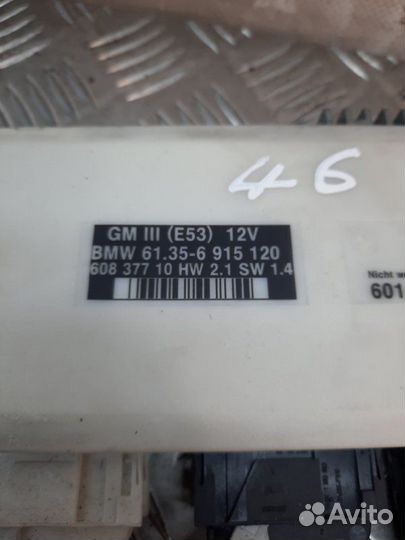 46
GM III (E53) 12V
BMW 61.35-6 915 120
608 377 10 HW 2.1 SW 1.4
Nicht w
601
Avito